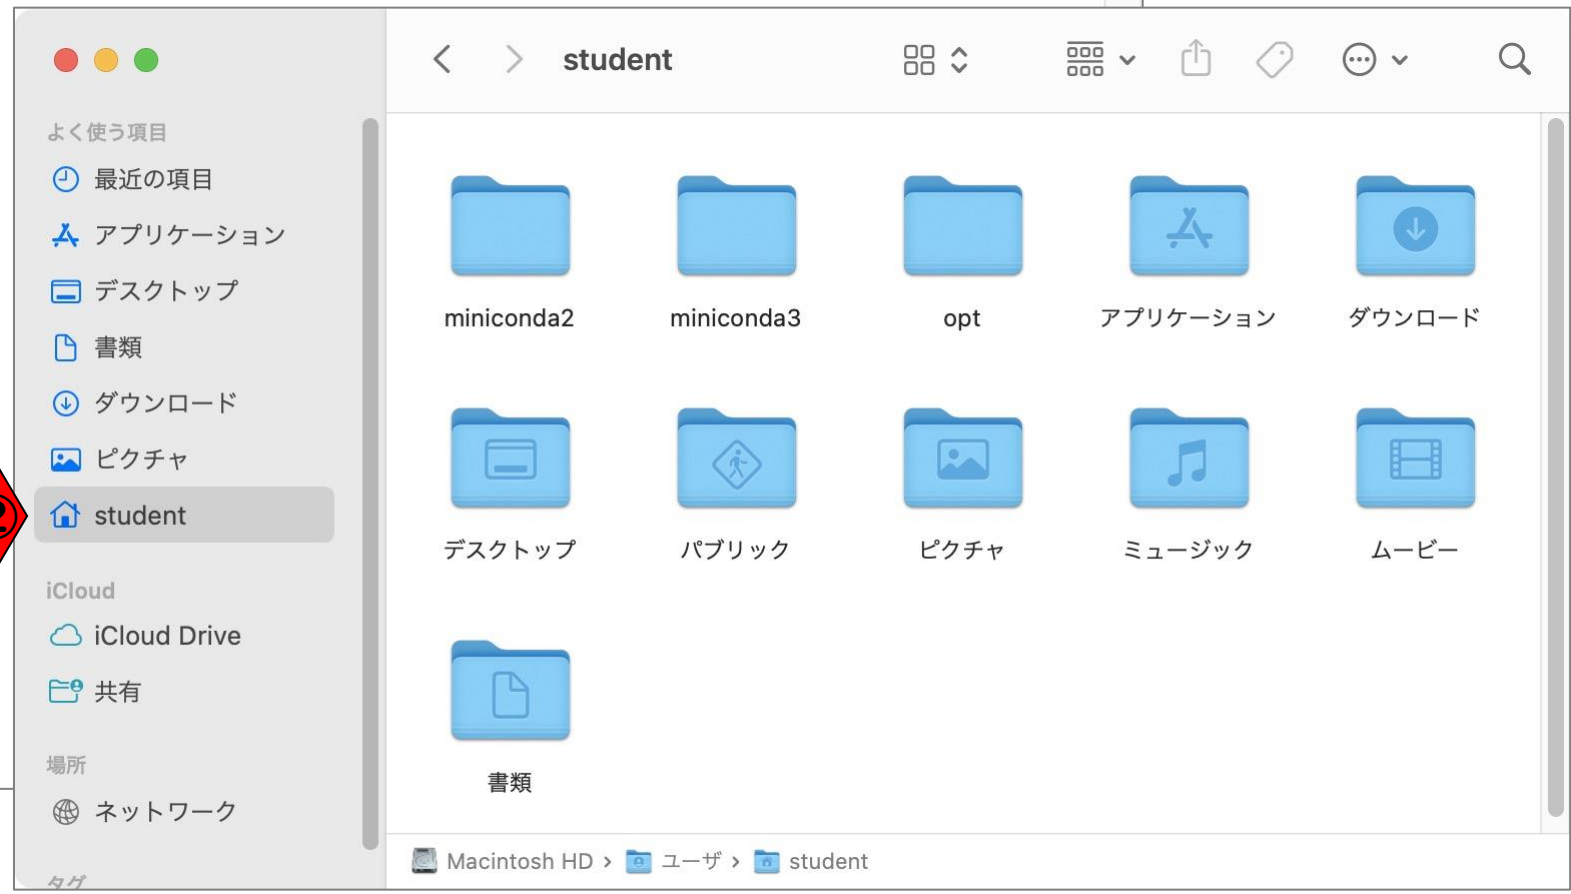 student
よく使う項目
最近の項目
アプリケーション
デスクトップ
書類
ダウンロード
ピクチャ
student
iCloud
iCloud Drive
共有
場所
ネットワーク
タグ
miniconda2
miniconda3
opt
アプリケーション
ダウンロード
デスクトップ
パブリック
ピクチャ
ミュージック
ムービー
書類
Macintosh HD › ユーザ › student